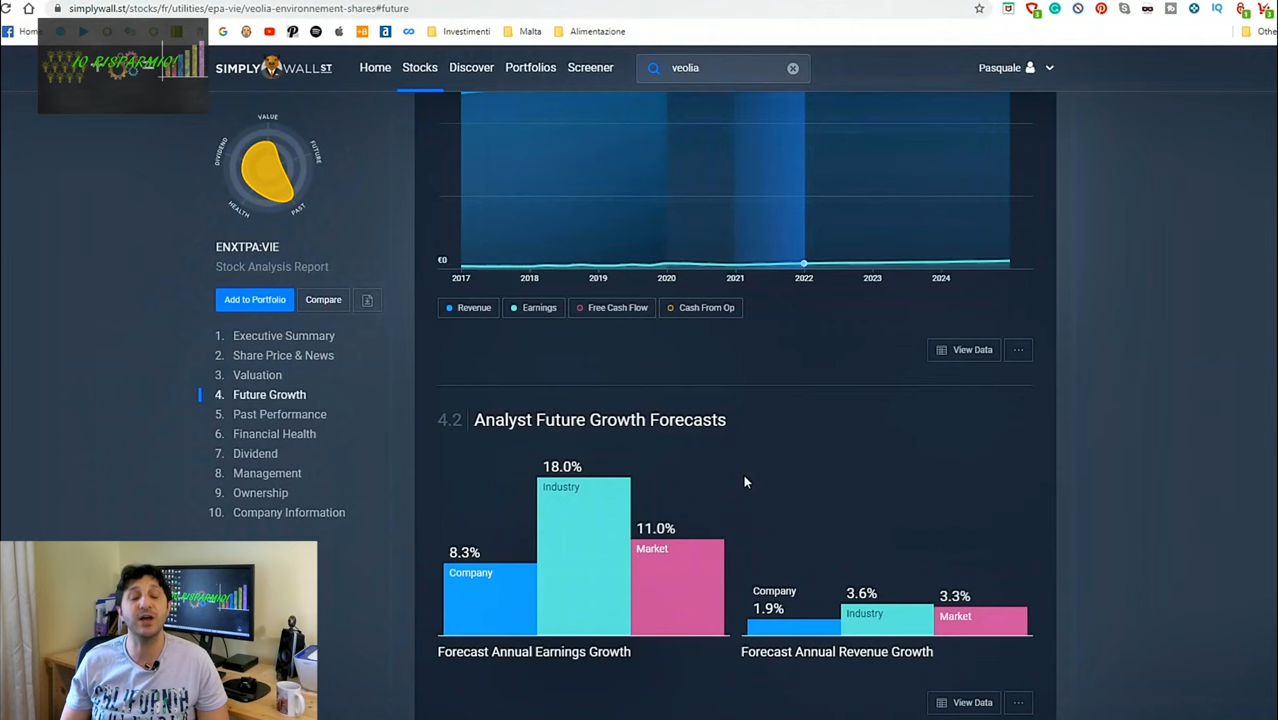 simplywall.st/stocks/fr/utilities/epa-vie/veolia-environnement-shares#future
Home
Investimenti
Malta
Alimentazione
IO RISPARMIO!
SIMPLY WALL ST
Home
Stocks
Discover
Portfolios
Screener
veolia
Pasquale
VALUE
FUTURE
PAST
HEALTH
DIVIDEND
ENXTPA:VIE
Stock Analysis Report
Add to Portfolio
Compare
1. Executive Summary
2. Share Price & News
3. Valuation
4. Future Growth
5. Past Performance
6. Financial Health
7. Dividend
8. Management
9. Ownership
10. Company Information
€0
2017 2018 2019 2020 2021 2022 2023 2024
Revenue
Earnings
Free Cash Flow
Cash From Op
View Data
4.2 Analyst Future Growth Forecasts
8.3%
Company
18.0%
Industry
11.0%
Market
Forecast Annual Earnings Growth
Company
1.9%
3.6%
Industry
3.3%
Market
Forecast Annual Revenue Growth
View Data
CALIFORNIA